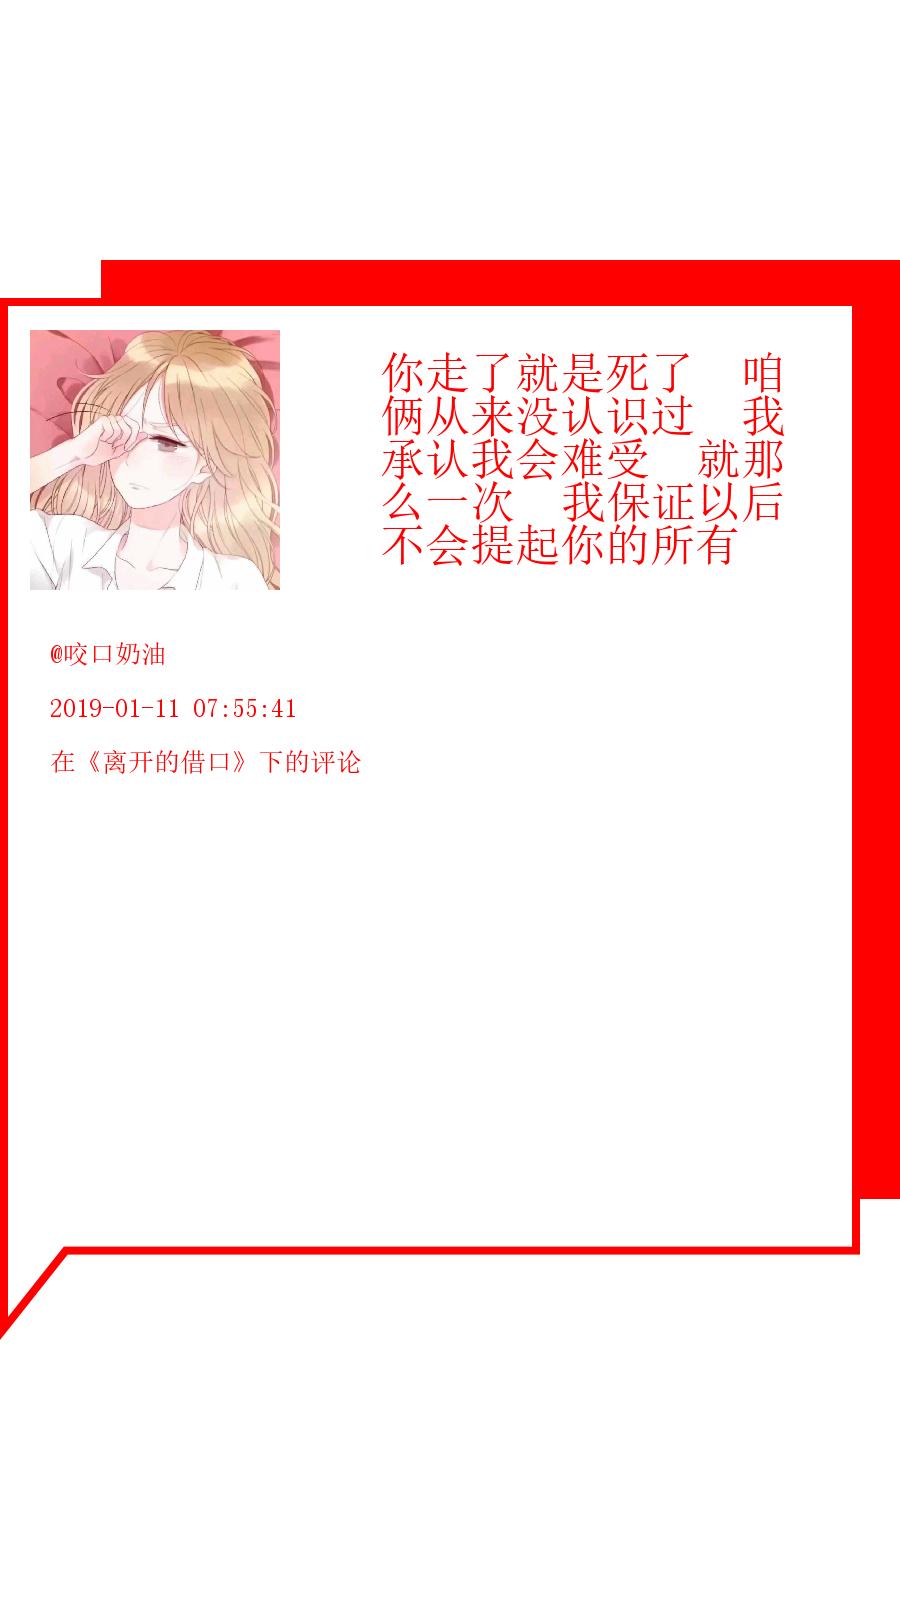 你走了就是死了　咱
俩从来没认识过　我
承认我会难受　就那
么一次　我保证以后
不会提起你的所有
@咬口奶油
2019-01-11 07:55:41
在《离开的借口》下的评论